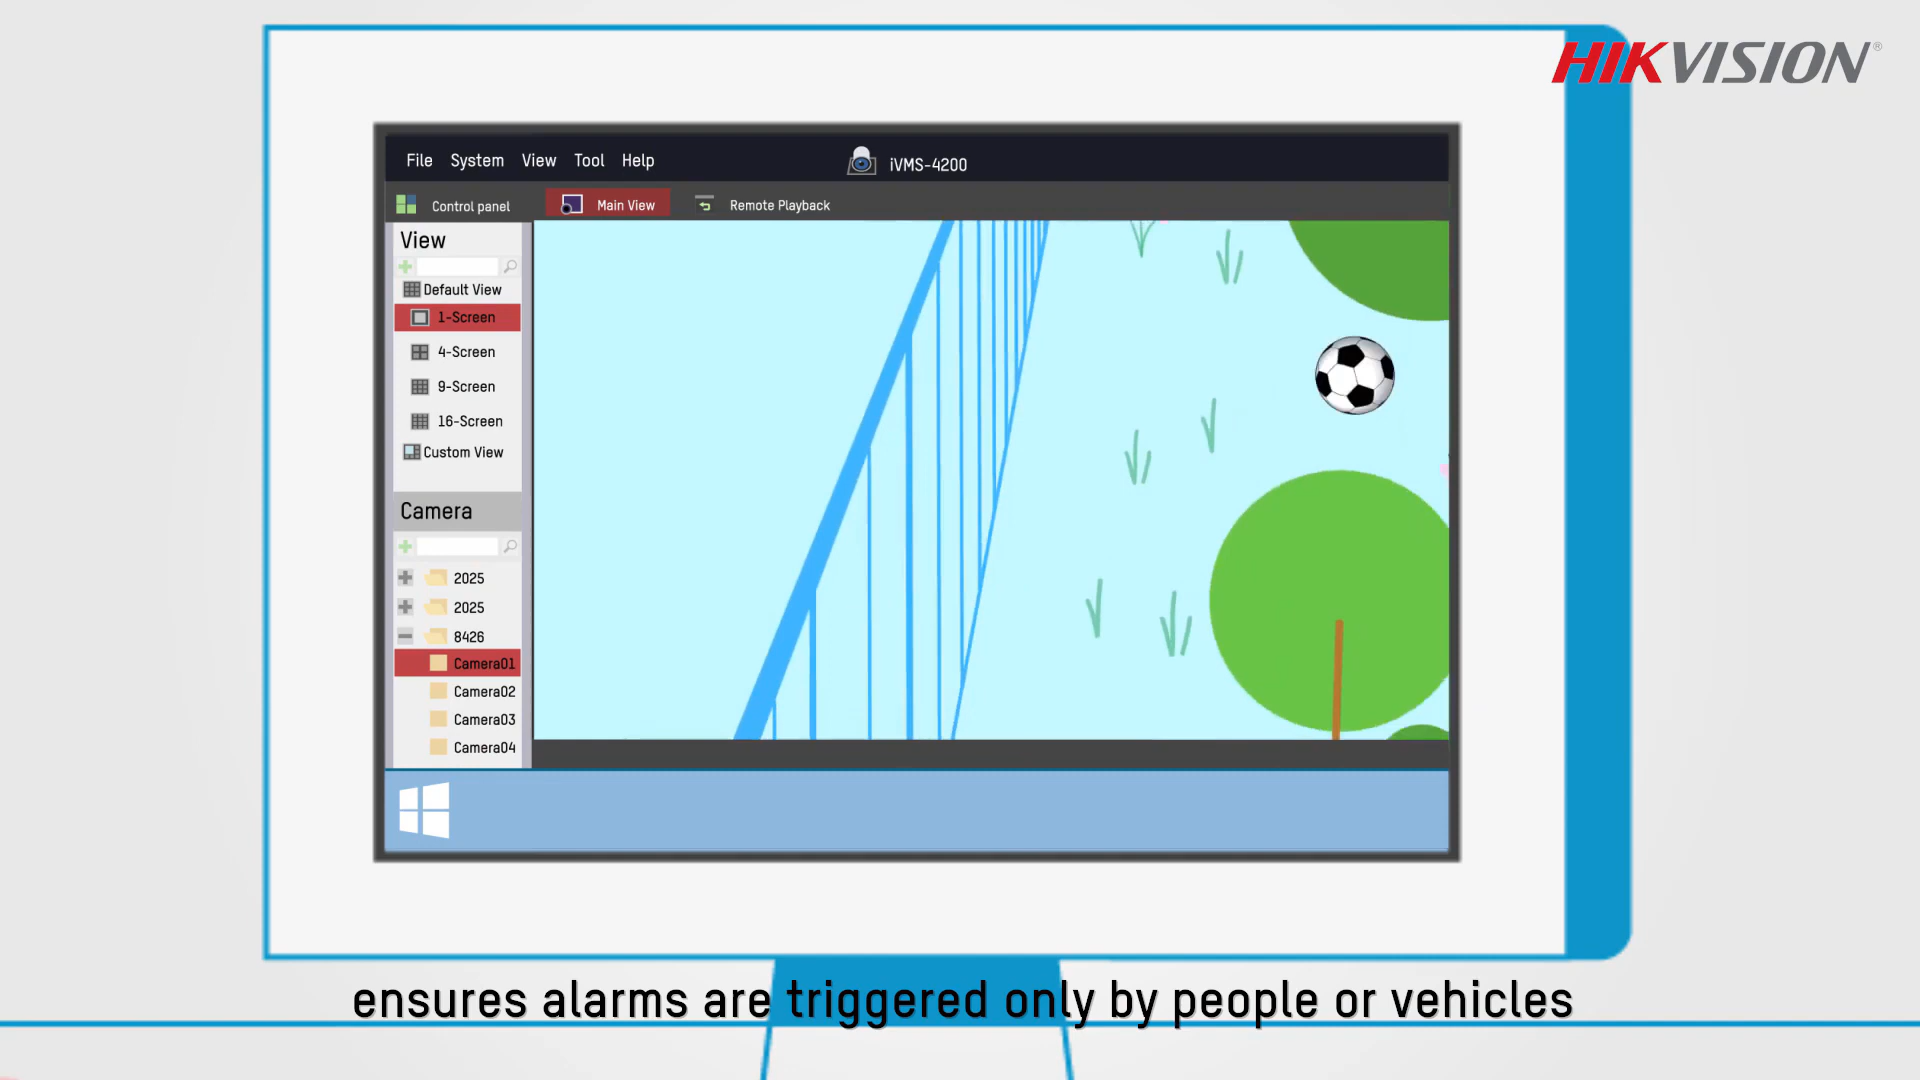 HIKVISION®
File System View Tool Help
iVMS-4200
Control panel
Main View
Remote Playback
View
Default View
1-Screen
4-Screen
9-Screen
16-Screen
Custom View
Camera
2025
2025
8426
Camera01
Camera02
Camera03
Camera04
ensures alarms are triggered only by people or vehicles